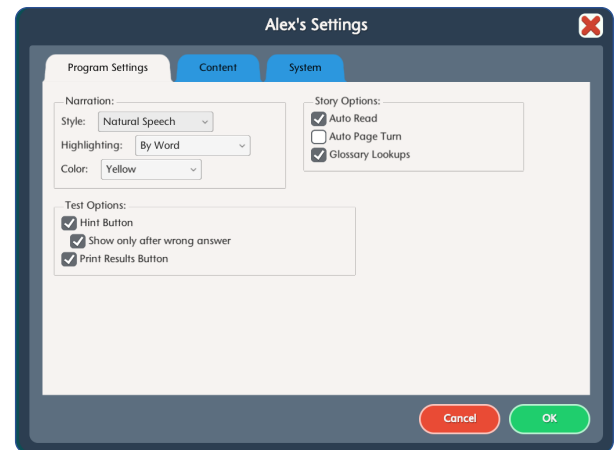 Alex's Settings
Program Settings
Content
System
Narration:
Style: Natural Speech
Highlighting: By Word
Color: Yellow
Story Options:
Auto Read
Auto Page Turn
Glossary Lookups
Test Options:
Hint Button
Show only after wrong answer
Print Results Button
Cancel
OK